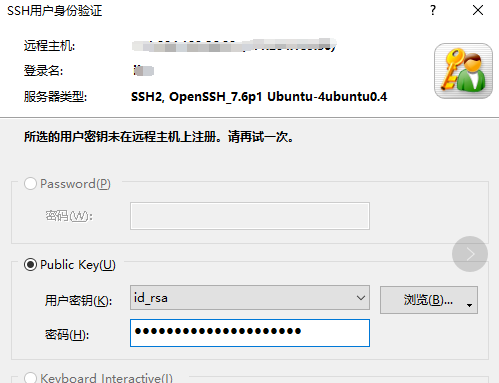 SSH用户身份验证
远程主机:
登录名:
服务器类型: SSH2, OpenSSH_7.6p1 Ubuntu-4ubuntu0.4
所选的用户密钥未在远程主机上注册。请再试一次。
Password(P)
密码(W):
Public Key(U)
用户密钥(K): id_rsa 浏览(B)...
密码(H):
Keyboard Interactive(I)